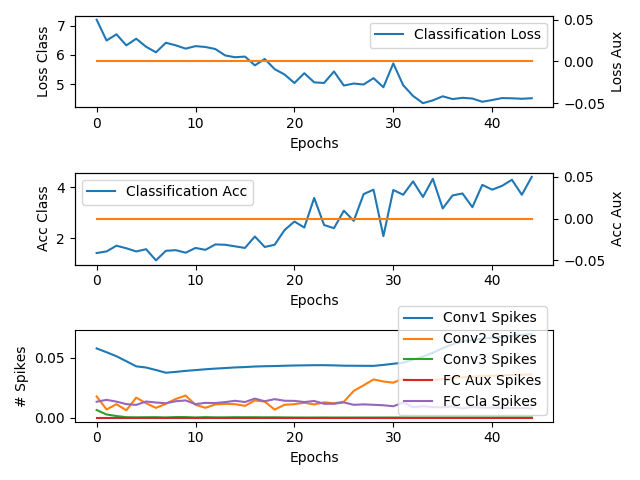 7
6
5
0.05
0.00
−0.05
Loss Class
Loss Aux
Classification Loss
0
10
20
30
40
Epochs
4
2
0.05
0.00
−0.05
Acc Class
Acc Aux
Classification Acc
0
10
20
30
40
Epochs
0.05
0.00
# Spikes
Conv1 Spikes
Conv2 Spikes
Conv3 Spikes
FC Aux Spikes
FC Cla Spikes
0
10
20
30
40
Epochs